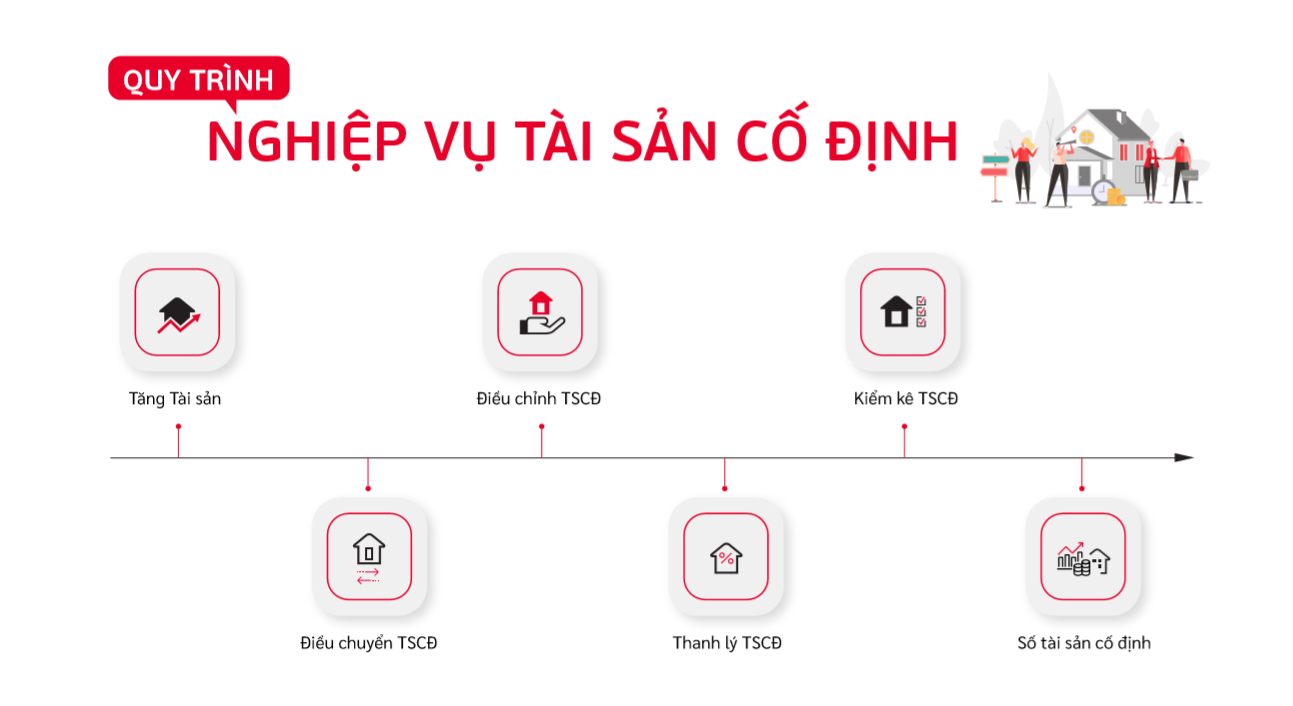 QUY TRÌNH
NGHIỆP VỤ TÀI SẢN CỐ ĐỊNH
Tăng Tài sản
Điều chỉnh TSCĐ
Kiểm kê TSCĐ
Điều chuyển TSCĐ
Thanh lý TSCĐ
Số tài sản cố định